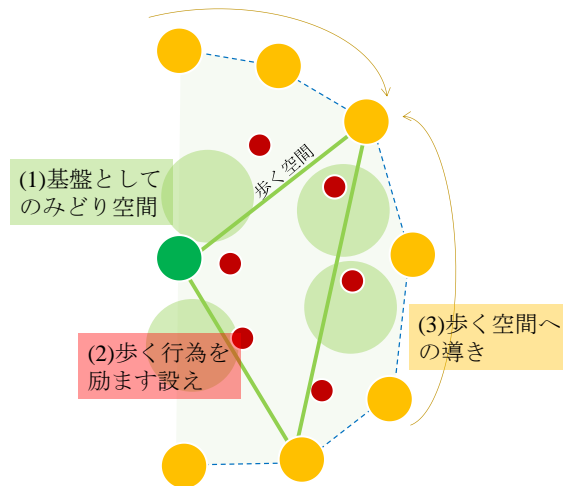 歩く空間
(1)基盤として
のみどり空間
(2)歩く行為を
励ます設え
(3)歩く空間へ
の導き